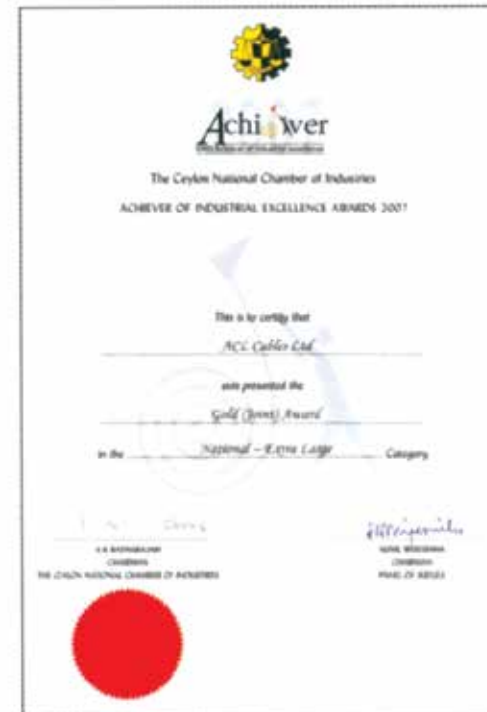 Achiever
The Ceylon National Chamber of Industries
ACHIEVER OF INDUSTRIAL EXCELLENCE AWARDS 2007
This is to certify that
ACL Cables Ltd
was presented the
Gold (Joint) Award
in the National - Extra Large Category
CHAIRMAN CHAIRMAN
THE CEYLON NATIONAL CHAMBER OF INDUSTRIES PANEL OF JUDGES